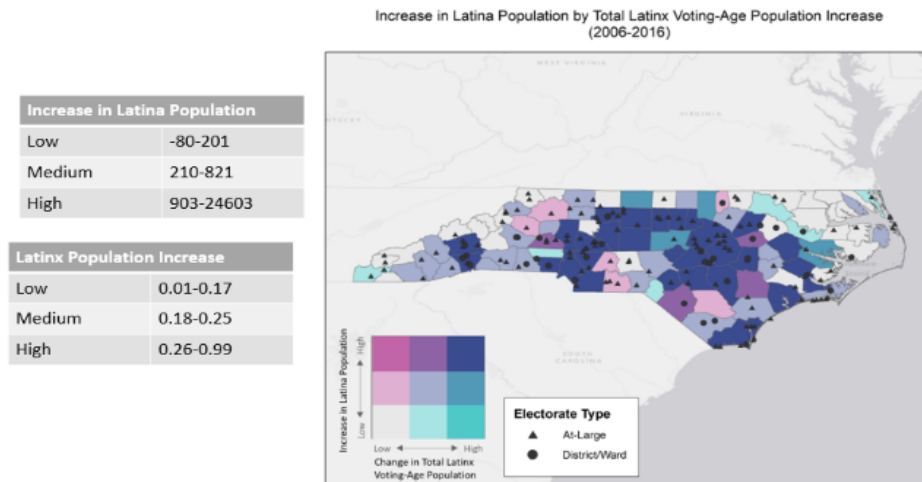 Increase in Latina Population by Total Latinx Voting-Age Population Increase
(2006-2016)
Increase in Latina Population
Low -80-201
Medium 210-821
High 903-24603
Latinx Population Increase
Low 0.01-0.17
Medium 0.18-0.25
High 0.26-0.99
WEST VIRGINIA
VIRGINIA
SOUTH
CAROLINA
Increase in Latina Population
Low
High
Low
High
Change in Total Latinx
Voting-Age Population
Electorate Type
At-Large
District/Ward